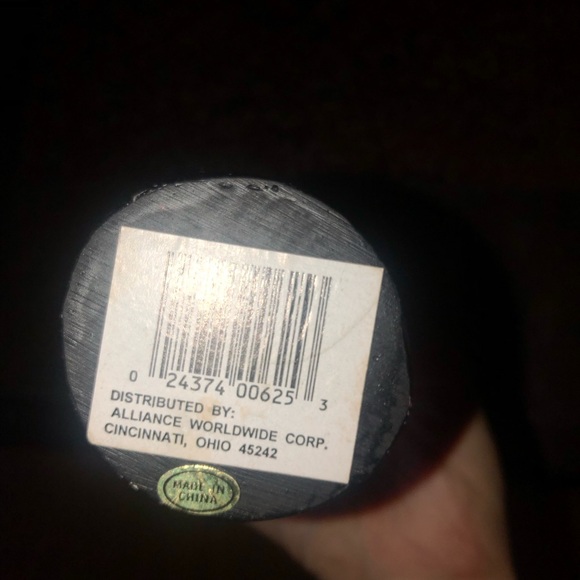 0 24374 00625 3
DISTRIBUTED BY:
ALLIANCE WORLDWIDE CORP.
CINCINNATI, OHIO 45242
MADE IN
CHINA